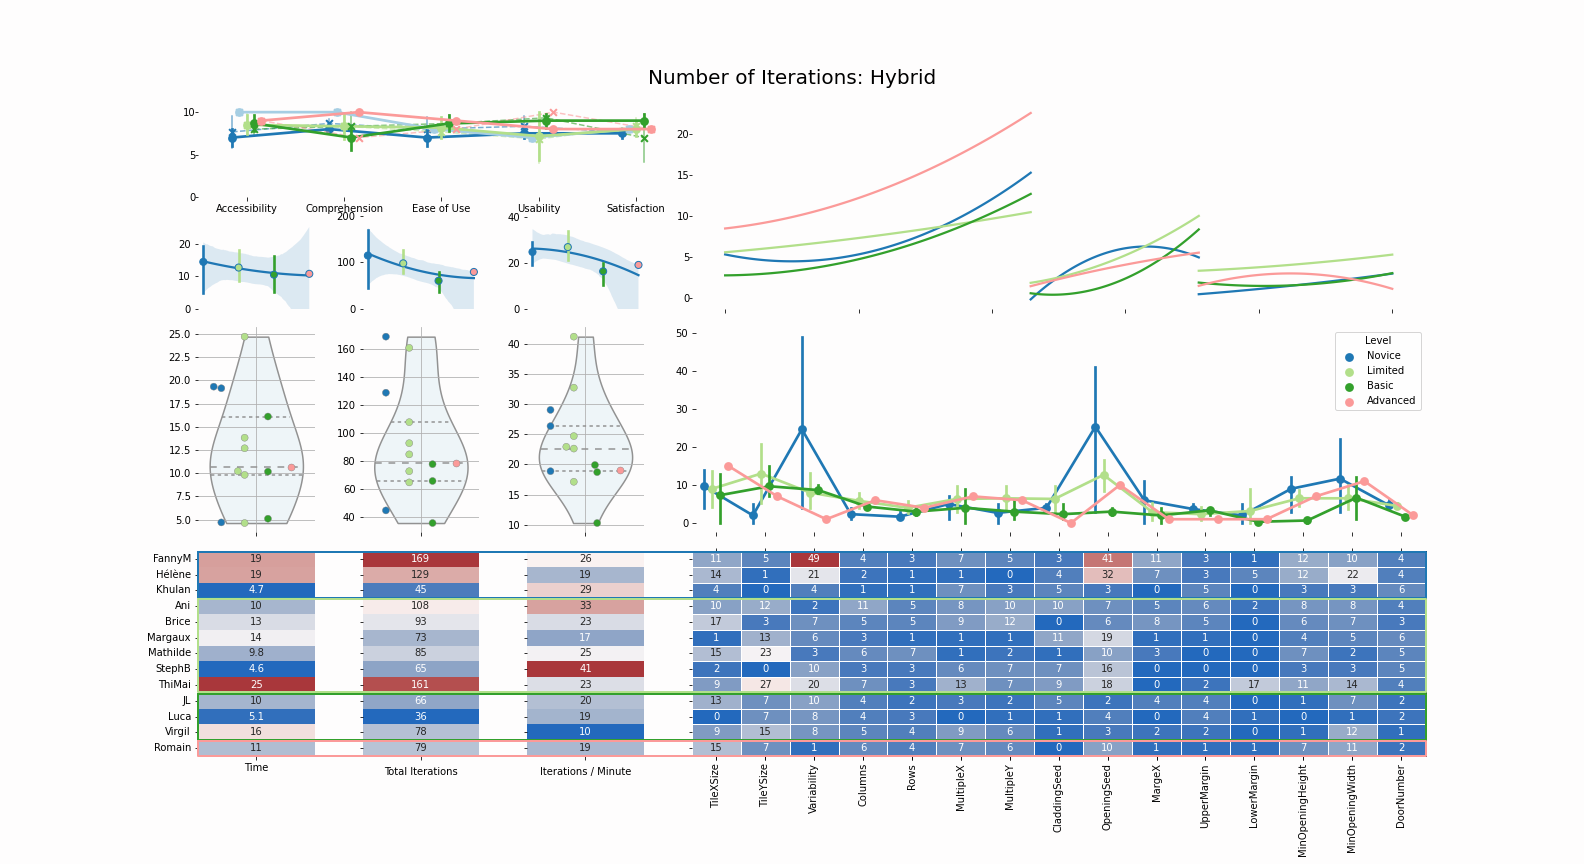 Number of Iterations: Hybrid
10
5
0
Accessibility Comprehension Ease of Use Usability Satisfaction
20
15
10
5
0
20
10
0
200
100
0
40
20
0
25.0
22.5
20.0
17.5
15.0
12.5
10.0
7.5
5.0
160
140
120
100
80
60
40
40
35
30
25
20
15
10
50
40
30
20
10
0
Level
Novice
Limited
Basic
Advanced
FannyM 19 169 26 11 5 49 4 3 7 5 3 41 11 3 1 12 10 4
Hélène 19 129 19 14 1 21 2 1 1 0 4 32 7 3 5 12 22 4
Khulan 4.7 45 29 4 0 4 1 1 7 3 5 3 0 5 0 3 3 6
Ani 10 108 33 10 12 2 11 5 8 10 10 7 5 6 2 8 8 4
Brice 13 93 23 17 3 7 5 5 9 12 0 6 8 5 0 6 7 3
Margaux 14 73 17 1 13 6 3 1 1 1 11 19 1 1 0 4 5 6
Mathilde 9.8 85 25 15 23 3 6 7 1 2 1 10 3 0 0 7 2 5
StephB 4.6 65 41 2 0 10 3 3 6 7 7 16 0 0 0 3 3 5
ThiMai 25 161 23 9 27 20 7 3 13 7 9 18 0 2 17 11 14 4
JL 10 66 20 13 7 10 4 2 3 2 5 2 4 4 0 1 7 2
Luca 5.1 36 19 0 7 8 4 3 0 1 1 4 0 4 1 0 1 2
Virgil 16 78 10 9 15 8 5 4 9 6 1 3 2 2 0 1 12 1
Romain 11 79 19 15 7 1 6 4 7 6 0 10 1 1 1 7 11 2
Time Total Iterations Iterations / Minute
TileXSize
TileYSize
Variability
Columns
Rows
MultipleX
MultipleY
CladdingSeed
OpeningSeed
MargeX
UpperMargin
LowerMargin
MinOpeningHeight
MinOpeningWidth
DoorNumber